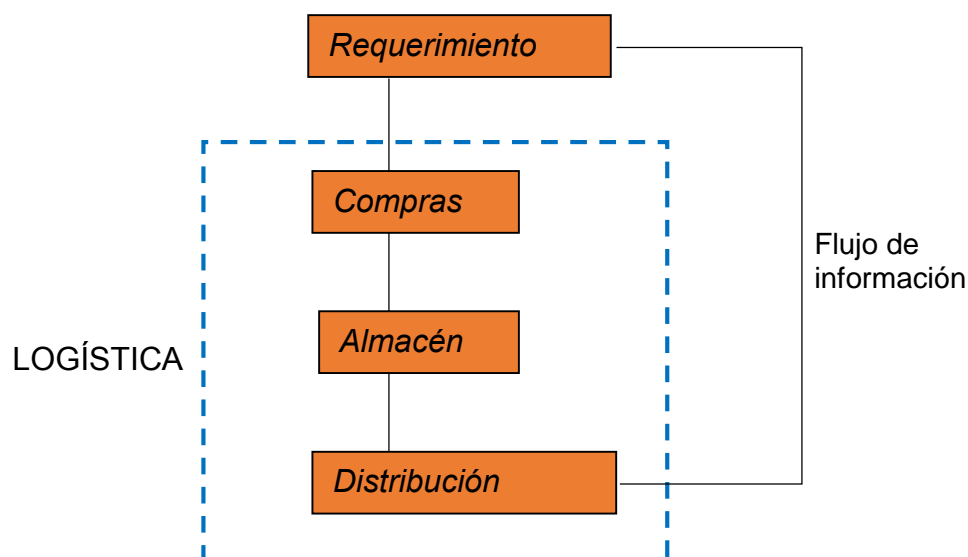 Requerimiento
Compras
Flujo de
información
Almacén
LOGÍSTICA
Distribución